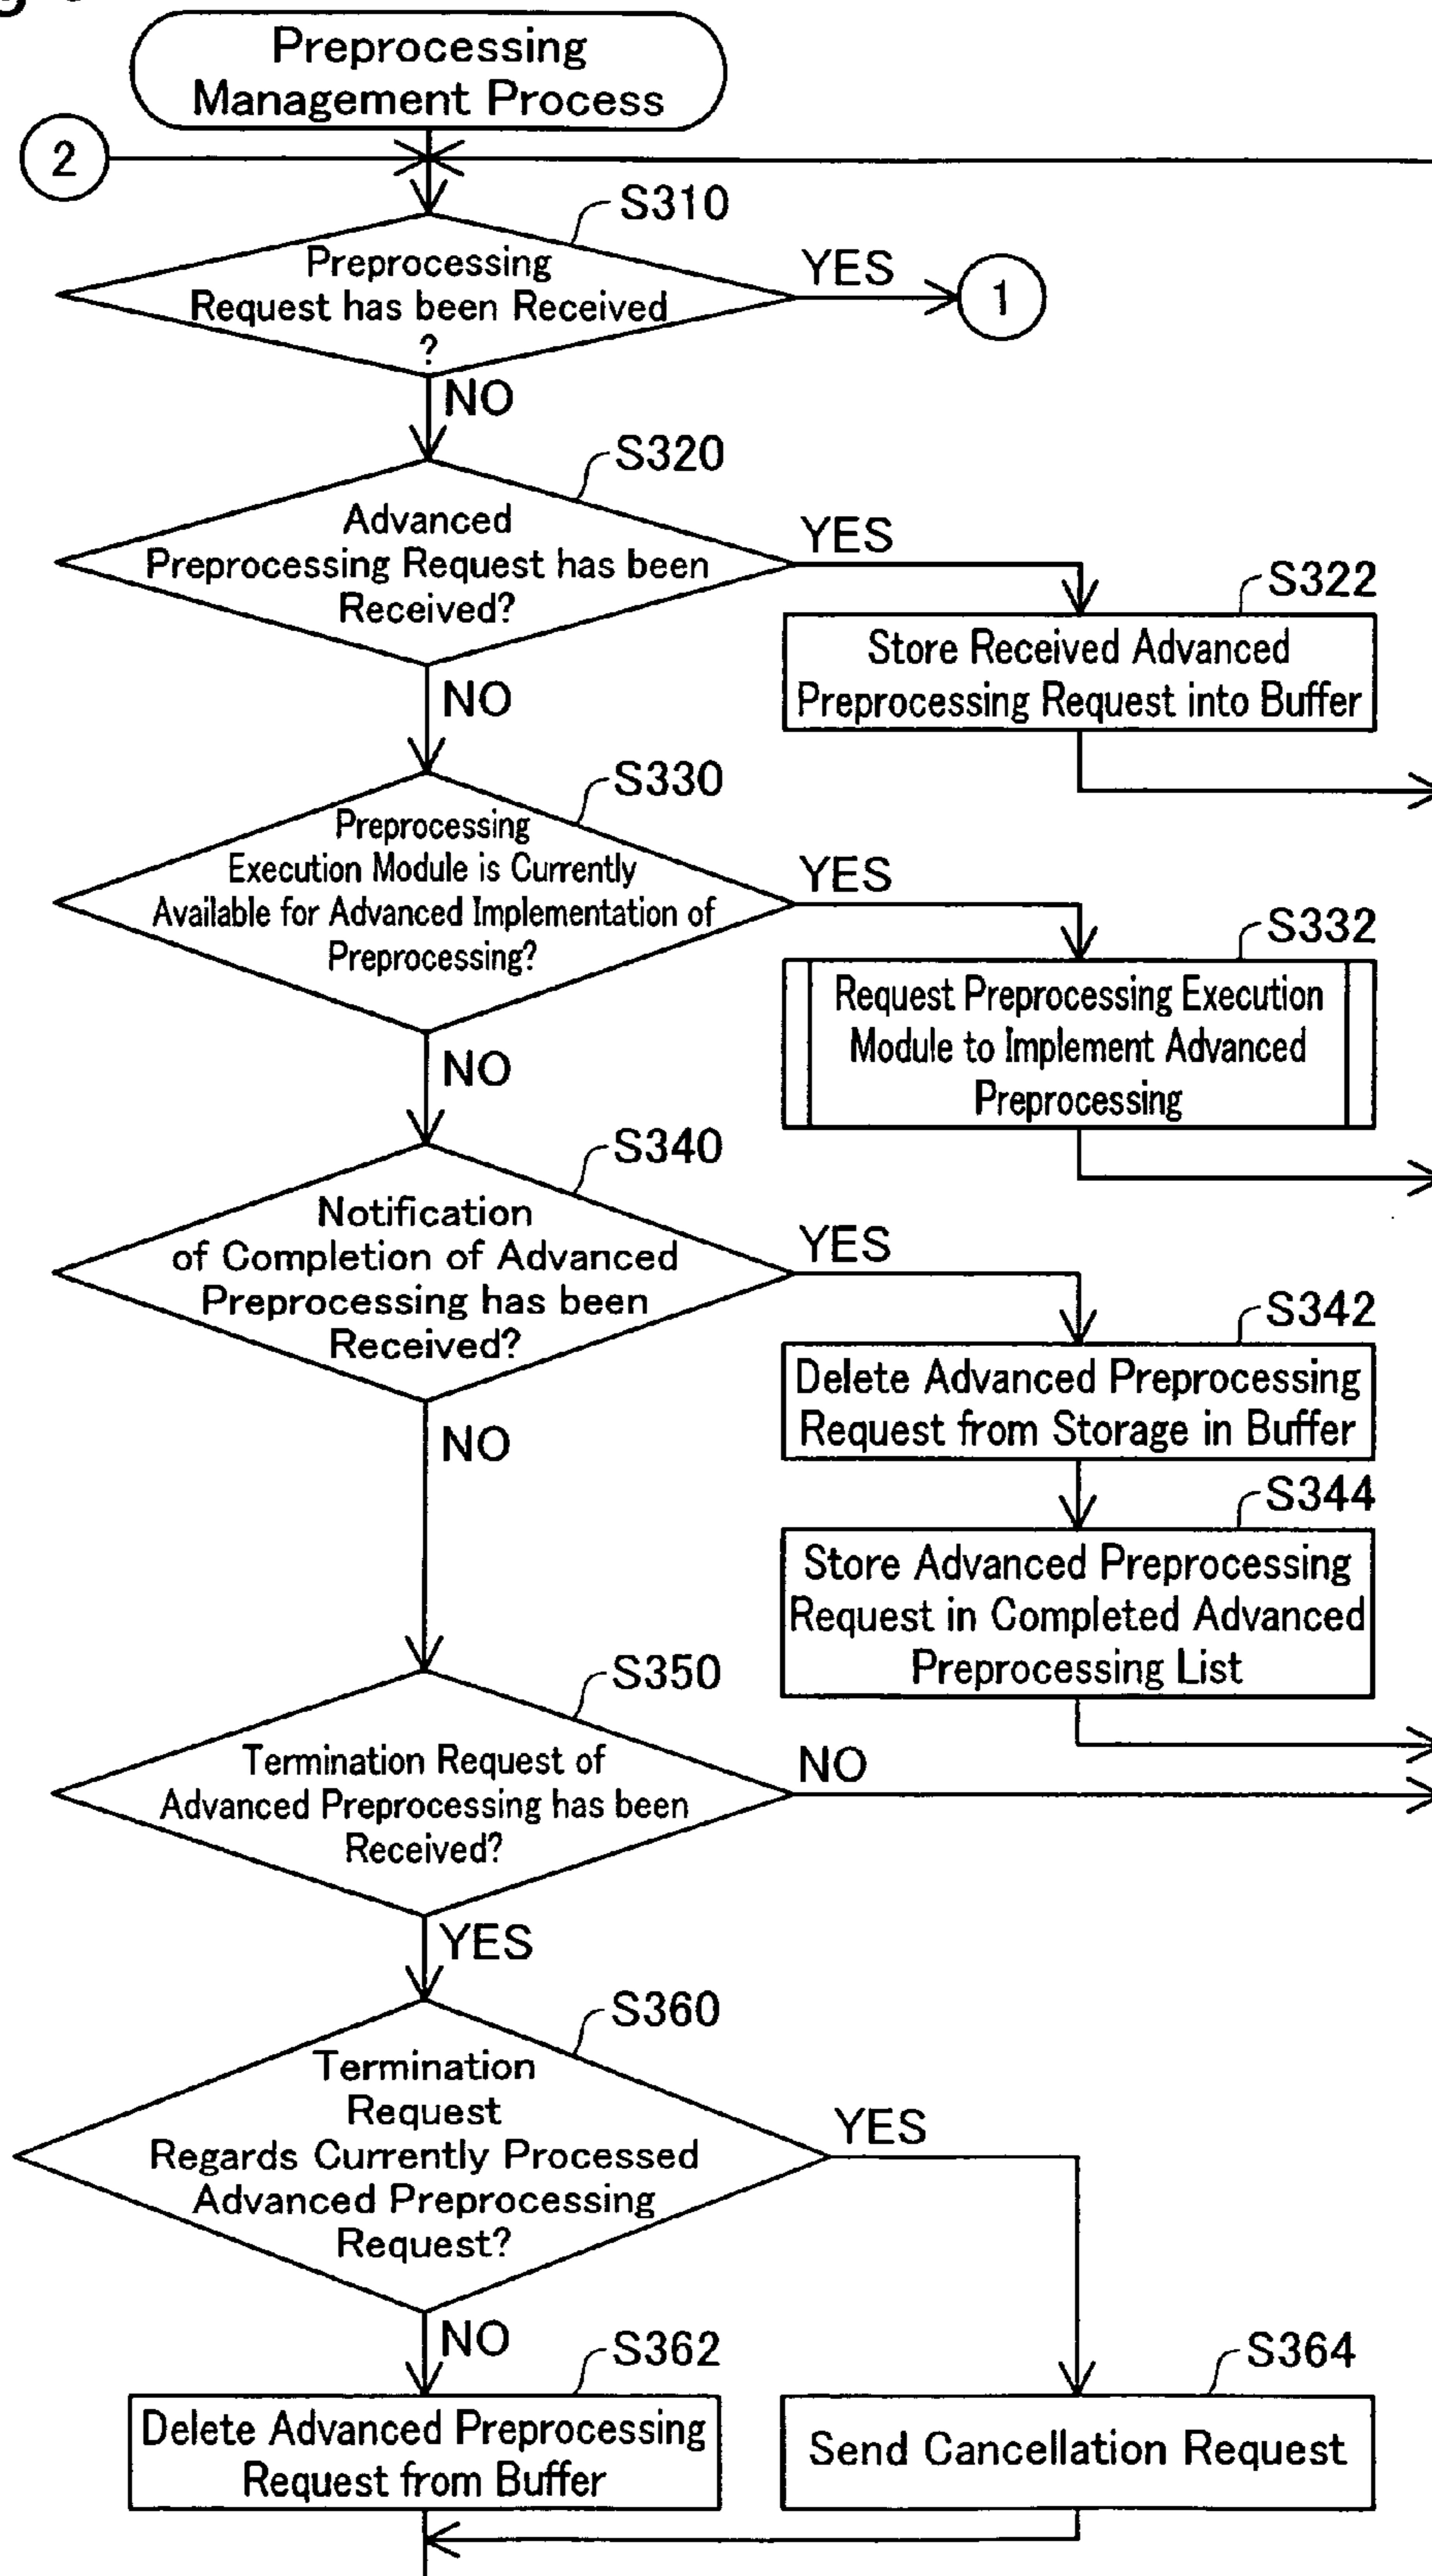 Preprocessing
Management Process
2
S310
Preprocessing
Request has been Received
?
YES
1
NO
S320
Advanced
Preprocessing Request has been
Received?
YES
S322
Store Received Advanced
Preprocessing Request into Buffer
NO
S330
Preprocessing
Execution Module is Currently
Available for Advanced Implementation of
Preprocessing?
YES
S332
Request Preprocessing Execution
Module to Implement Advanced
Preprocessing
NO
S340
Notification
of Completion of Advanced
Preprocessing has been
Received?
YES
S342
Delete Advanced Preprocessing
Request from Storage in Buffer
NO
S344
Store Advanced Preprocessing
Request in Completed Advanced
Preprocessing List
S350
Termination Request of
Advanced Preprocessing has been
Received?
NO
YES
S360
Termination
Request
Regards Currently Processed
Advanced Preprocessing
Request?
YES
NO
S362
Delete Advanced Preprocessing
Request from Buffer
S364
Send Cancellation Request